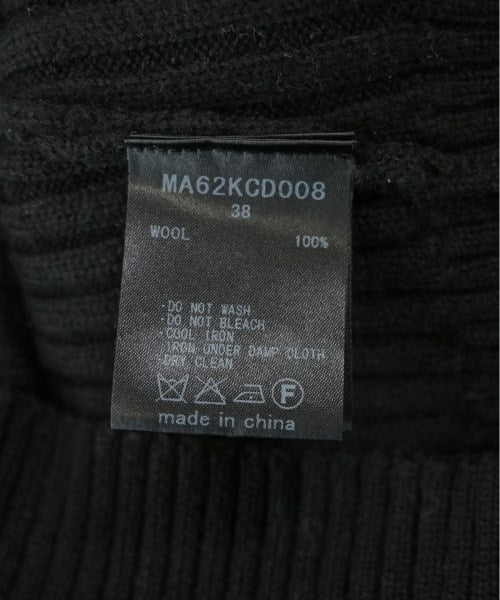 MA62KCD008
38
WOOL 100%
·DO NOT WASH
·DO NOT BLEACH
·COOL IRON
·IRON UNDER DAMP CLOTH
·DRY CLEAN
F
made in china